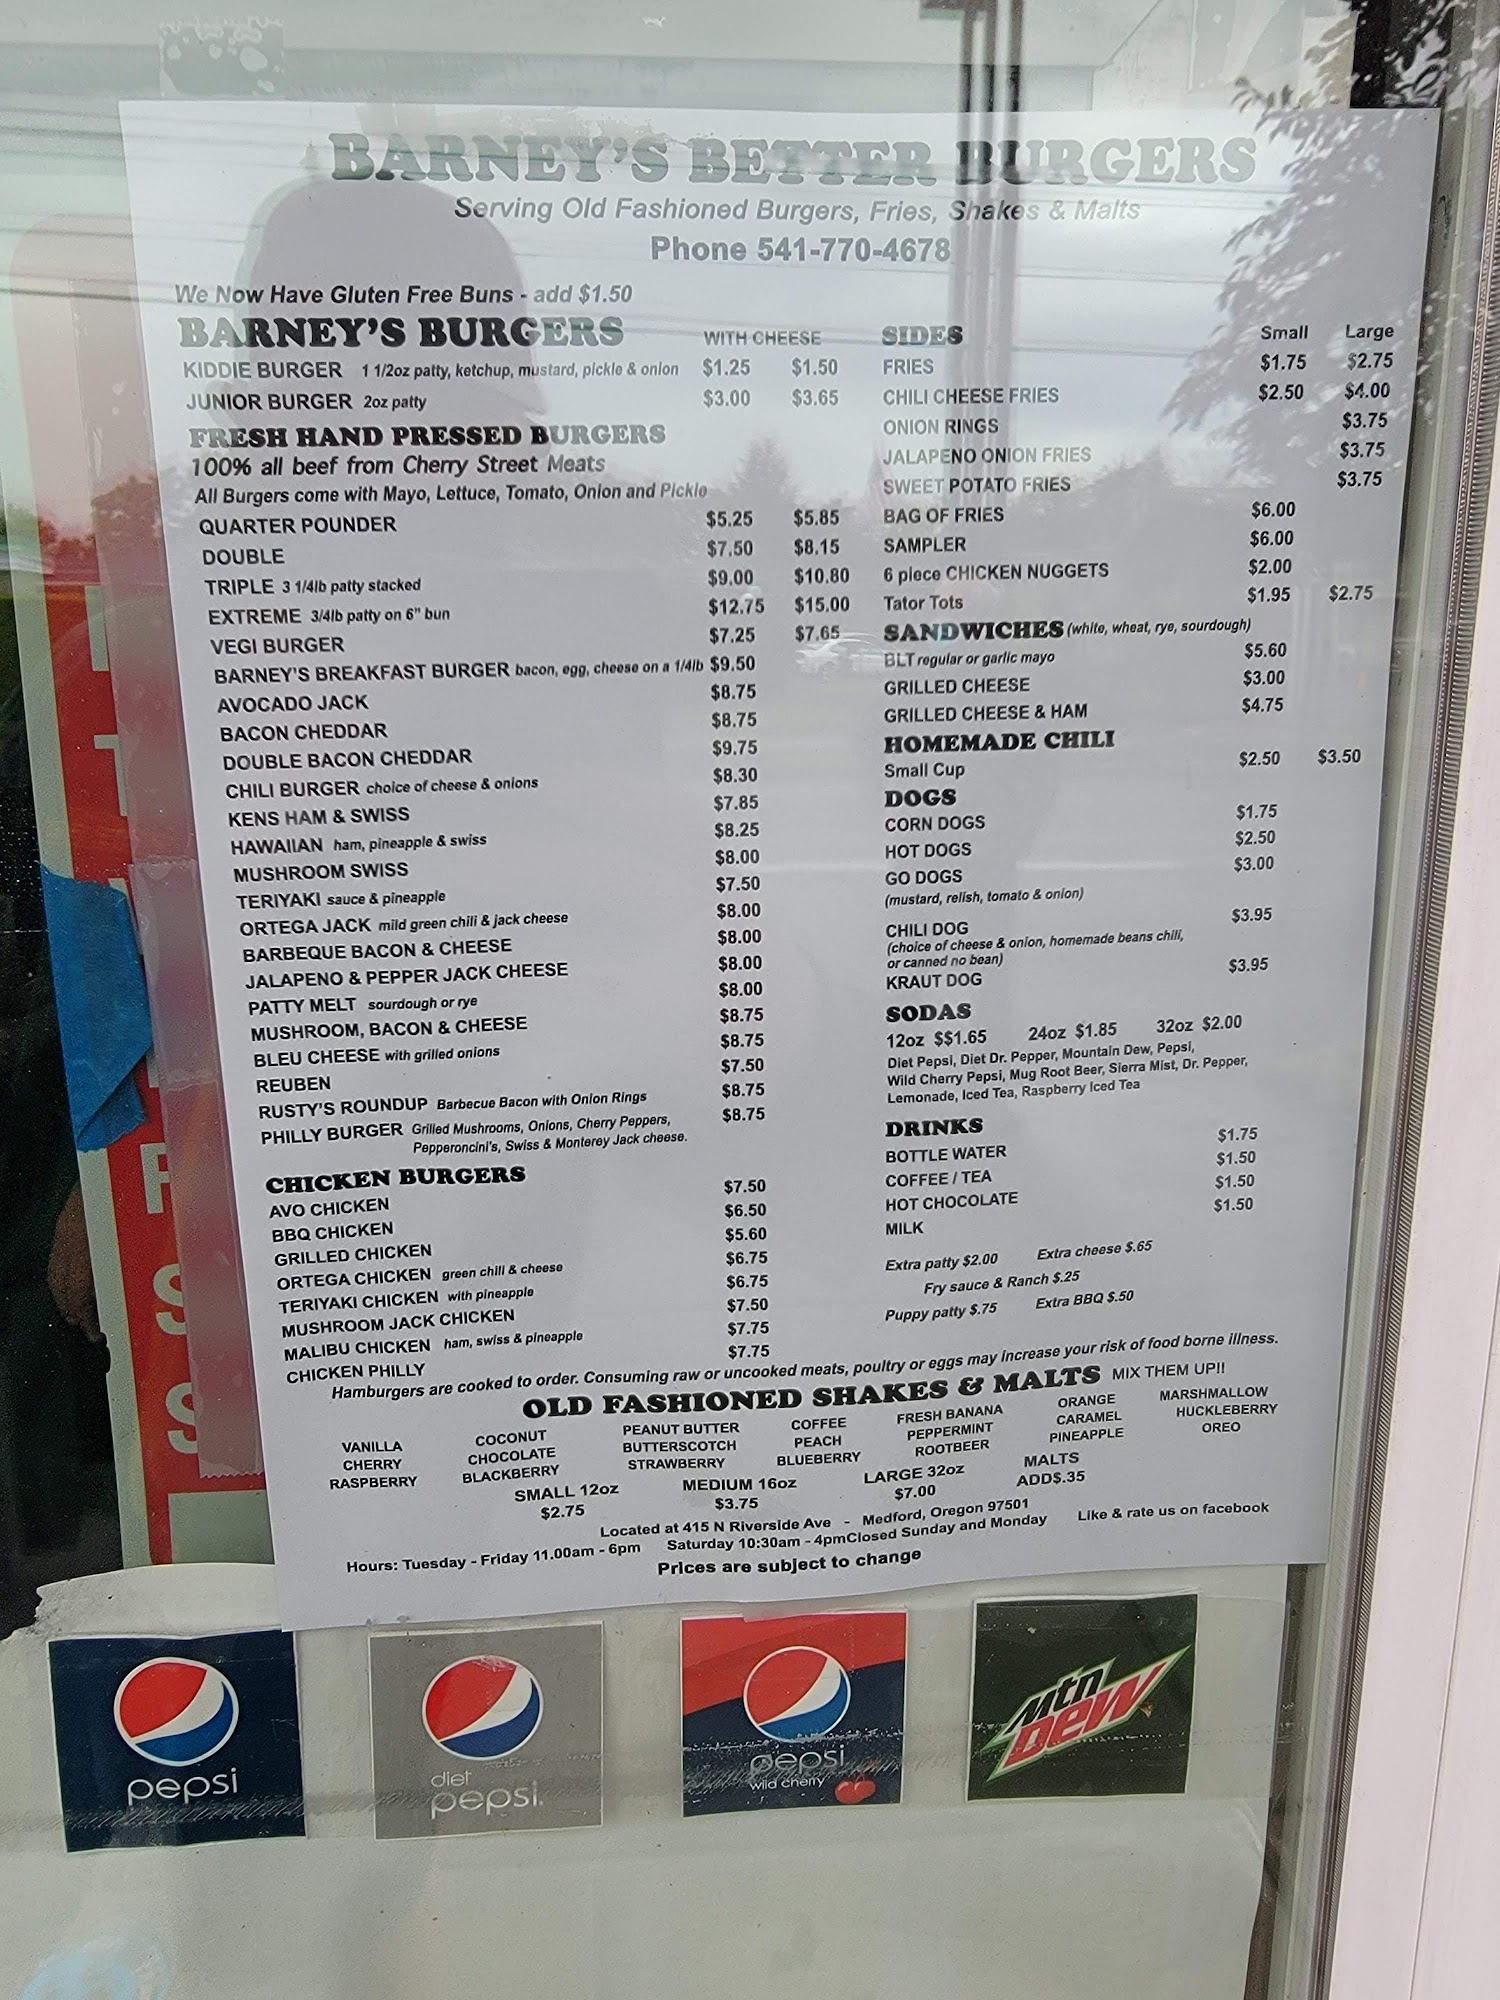 BARNEY'S BETTER BURGERS
Serving Old Fashioned Burgers, Fries, Shakes & Malts
Phone 541-770-4678
We Now Have Gluten Free Buns - add $1.50
BARNEY'S BURGERS WITH CHEESE
KIDDIE BURGER 1 1/2oz patty, ketchup, mustard, pickle & onion $1.25 $1.50
JUNIOR BURGER 2oz patty $3.00 $3.65
FRESH HAND PRESSED BURGERS
100% all beef from Cherry Street Meats
All Burgers come with Mayo, Lettuce, Tomato, Onion and Pickle
QUARTER POUNDER $5.25 $5.85
DOUBLE $7.50 $8.15
TRIPLE 3 1/4lb patty stacked $9.00 $10.80
EXTREME 3/4lb patty on 6" bun $12.75 $15.00
VEGI BURGER $7.25 $7.65
BARNEY'S BREAKFAST BURGER bacon, egg, cheese on a 1/4lb $9.50
AVOCADO JACK $8.75
BACON CHEDDAR $8.75
DOUBLE BACON CHEDDAR $9.75
CHILI BURGER choice of cheese & onions $8.30
KENS HAM & SWISS $7.85
HAWAIIAN ham, pineapple & swiss $8.25
MUSHROOM SWISS $8.00
TERIYAKI sauce & pineapple $7.50
ORTEGA JACK mild green chili & jack cheese $8.00
BARBEQUE BACON & CHEESE $8.00
JALAPENO & PEPPER JACK CHEESE $8.00
PATTY MELT sourdough or rye $8.00
MUSHROOM, BACON & CHEESE $8.75
BLEU CHEESE with grilled onions $8.75
REUBEN $7.50
RUSTY'S ROUNDUP Barbecue Bacon with Onion Rings $8.75
PHILLY BURGER Grilled Mushrooms, Onions, Cherry Peppers, $8.75
Pepperoncini's, Swiss & Monterey Jack cheese.
CHICKEN BURGERS
AVO CHICKEN $7.50
BBQ CHICKEN $6.50
GRILLED CHICKEN $5.60
ORTEGA CHICKEN green chili & cheese $6.75
TERIYAKI CHICKEN with pineapple $6.75
MUSHROOM JACK CHICKEN $7.50
MALIBU CHICKEN ham, swiss & pineapple $7.75
CHICKEN PHILLY $7.75
SIDES Small Large
FRIES $1.75 $2.75
CHILI CHEESE FRIES $2.50 $4.00
ONION RINGS $3.75
JALAPENO ONION FRIES $3.75
SWEET POTATO FRIES $3.75
BAG OF FRIES $6.00
SAMPLER $6.00
6 piece CHICKEN NUGGETS $2.00
Tator Tots $1.95 $2.75
SANDWICHES (white, wheat, rye, sourdough)
BLT regular or garlic mayo $5.60
GRILLED CHEESE $3.00
GRILLED CHEESE & HAM $4.75
HOMEMADE CHILI
Small Cup $2.50 $3.50
DOGS
CORN DOGS $1.75
HOT DOGS $2.50
GO DOGS $3.00
(mustard, relish, tomato & onion)
CHILI DOG $3.95
(choice of cheese & onion, homemade beans chili,
or canned no bean)
KRAUT DOG $3.95
SODAS
12oz $$1.65 24oz $1.85 32oz $2.00
Diet Pepsi, Diet Dr. Pepper, Mountain Dew, Pepsi,
Wild Cherry Pepsi, Mug Root Beer, Sierra Mist, Dr. Pepper,
Lemonade, Iced Tea, Raspberry Iced Tea
DRINKS
BOTTLE WATER $1.75
COFFEE / TEA $1.50
HOT CHOCOLATE $1.50
MILK $1.50
Extra patty $2.00 Extra cheese $.65
Fry sauce & Ranch $.25
Puppy patty $.75 Extra BBQ $.50
Hamburgers are cooked to order. Consuming raw or uncooked meats, poultry or eggs may increase your risk of food borne illness.
OLD FASHIONED SHAKES & MALTS MIX THEM UP!!
VANILLA COCONUT PEANUT BUTTER COFFEE FRESH BANANA ORANGE MARSHMALLOW
CHERRY CHOCOLATE BUTTERSCOTCH PEACH PEPPERMINT CARAMEL HUCKLEBERRY
RASPBERRY BLACKBERRY STRAWBERRY BLUEBERRY ROOTBEER PINEAPPLE OREO
SMALL 12oz MEDIUM 16oz LARGE 32oz MALTS
$2.75 $3.75 $7.00 ADD$.35
Located at 415 N Riverside Ave - Medford, Oregon 97501
Hours: Tuesday - Friday 11.00am - 6pm Saturday 10:30am - 4pmClosed Sunday and Monday Like & rate us on facebook
Prices are subject to change
pepsi
diet
pepsi.
pepsi
wild cherry
Mtn
DEW